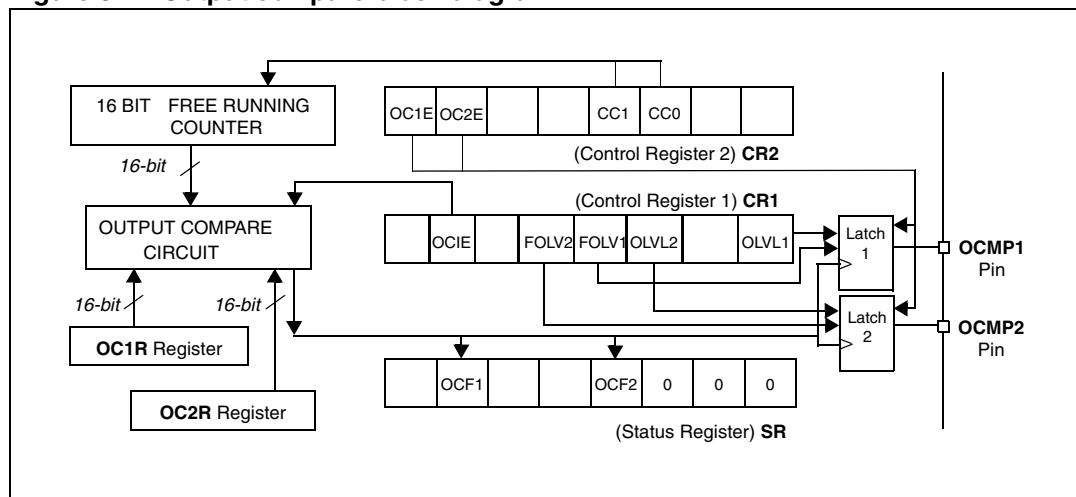 16 BIT FREE RUNNING
COUNTER
OC1E OC2E CC1 CC0
(Control Register 2) CR2
16-bit
(Control Register 1) CR1
OUTPUT COMPARE
CIRCUIT
OCIE FOLV2 FOLV1 OLVL2 OLVL1
Latch
1
OCMP1
Pin
16-bit 16-bit
Latch
2
OCMP2
Pin
OC1R Register
OCF1 OCF2 0 0 0
OC2R Register
(Status Register) SR